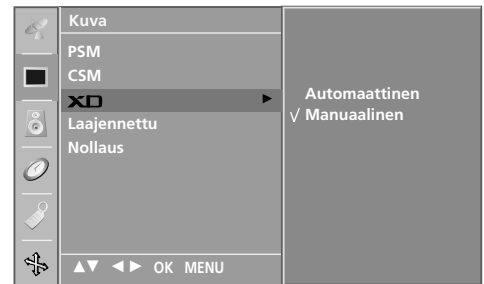 Kuva
PSM
CSM
XD ►
Laajennettu
Nollaus
Automaattinen
√ Manuaalinen
▲▼ ◄► OK MENU